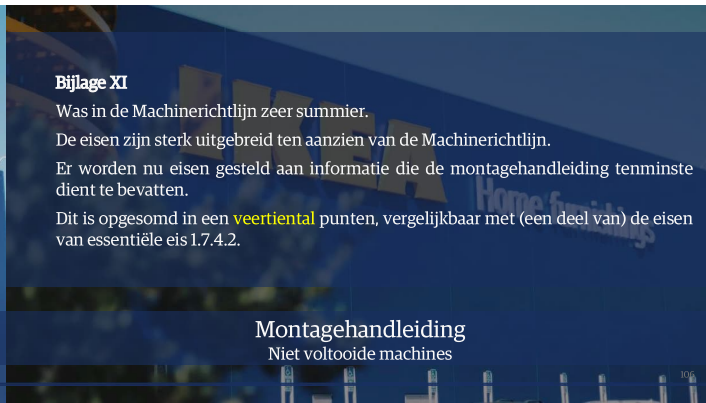 Bijlage XI
Was in de Machinerichtlijn zeer summier.
De eisen zijn sterk uitgebreid ten aanzien van de Machinerichtlijn.
Er worden nu eisen gesteld aan informatie die de montagehandleiding tenminste
dient te bevatten.
Dit is opgesomd in een veertiental punten, vergelijkbaar met (een deel van) de eisen
van essentiële eis 1.7.4.2.
IKEA
Home furnishings
Montagehandleiding
Niet voltooide machines
106